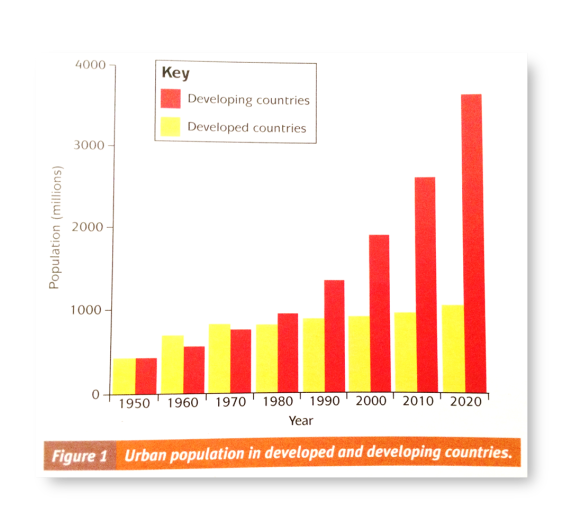 4000
Key
Developing countries
Developed countries
3000
2000
1000
0
Population (millions)
1950 1960 1970 1980 1990 2000 2010 2020
Year
Figure 1 Urban population in developed and developing countries.